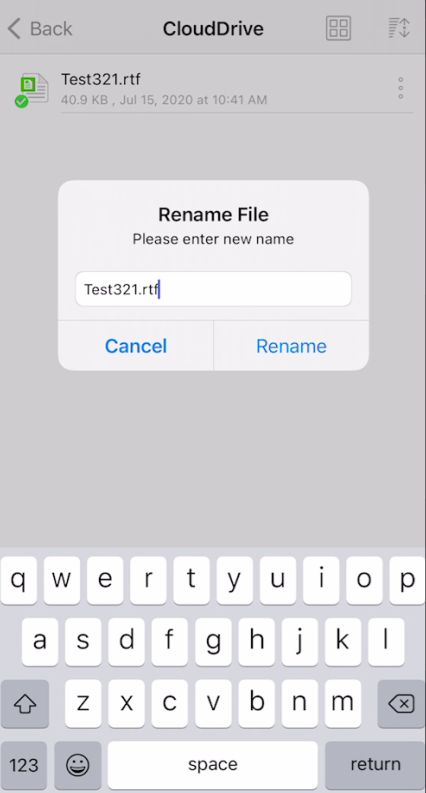 Back CloudDrive
Test321.rtf
40.9 KB , Jul 15, 2020 at 10:41 AM
Rename File
Please enter new name
Test321.rtf
Cancel Rename
q w e r t y u i o p
a s d f g h j k l
z x c v b n m
123 space return